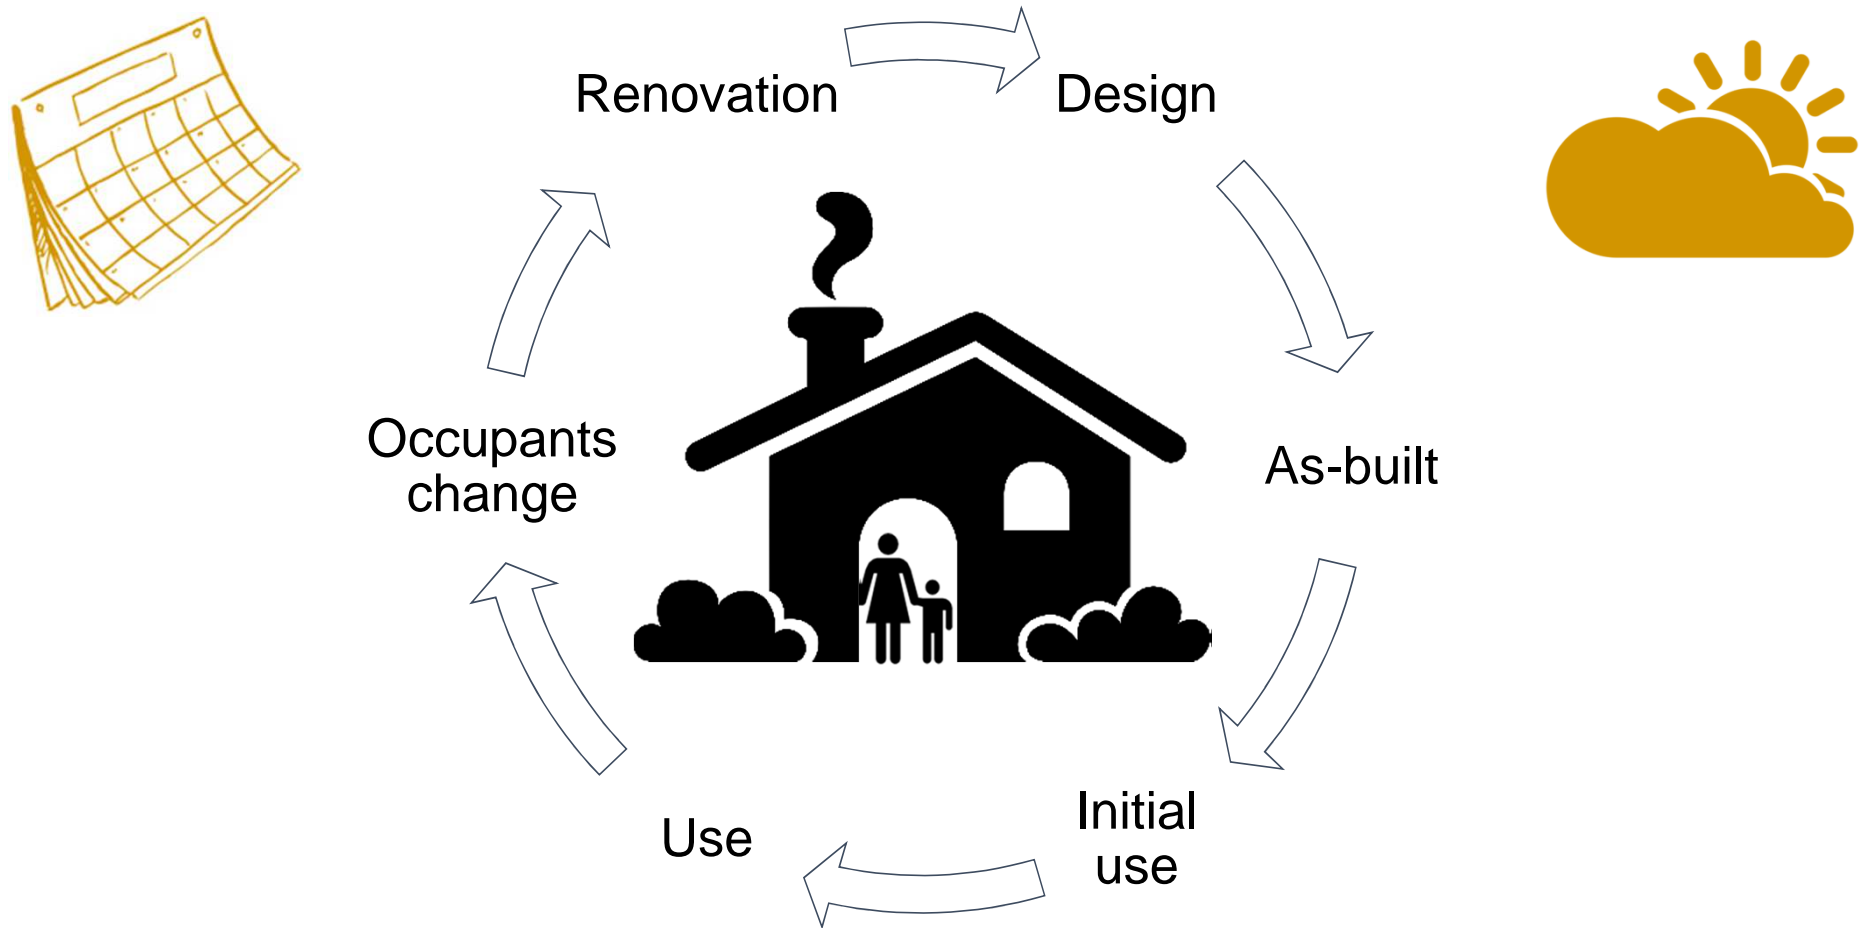 Renovation
Design
As-built
Initial
use
Use
Occupants
change